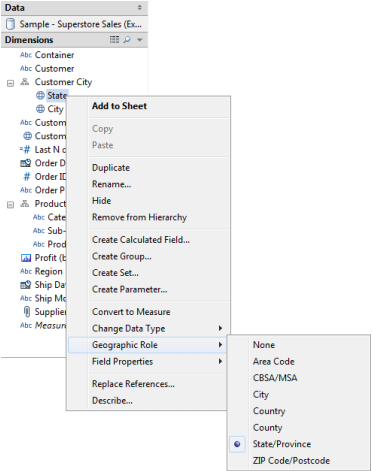 Data
Sample - Superstore Sales (Ex...
Dimensions
Abc Container
Abc Customer
Customer City
State
City
Abc Custom
Custom
=# Last N c
Order D
# Order ID
Abc Order P
Product
Abc Cate
Abc Sub-
Abc Prod
Profit (b
Abc Region
Ship Da
Abc Ship Mo
Supplier
Abc Measur
Add to Sheet
Copy
Paste
Duplicate
Rename...
Hide
Remove from Hierarchy
Create Calculated Field...
Create Group...
Create Set...
Create Parameter...
Convert to Measure
Change Data Type
Geographic Role
Field Properties
Replace References...
Describe...
None
Area Code
CBSA/MSA
City
Country
County
State/Province
ZIP Code/Postcode